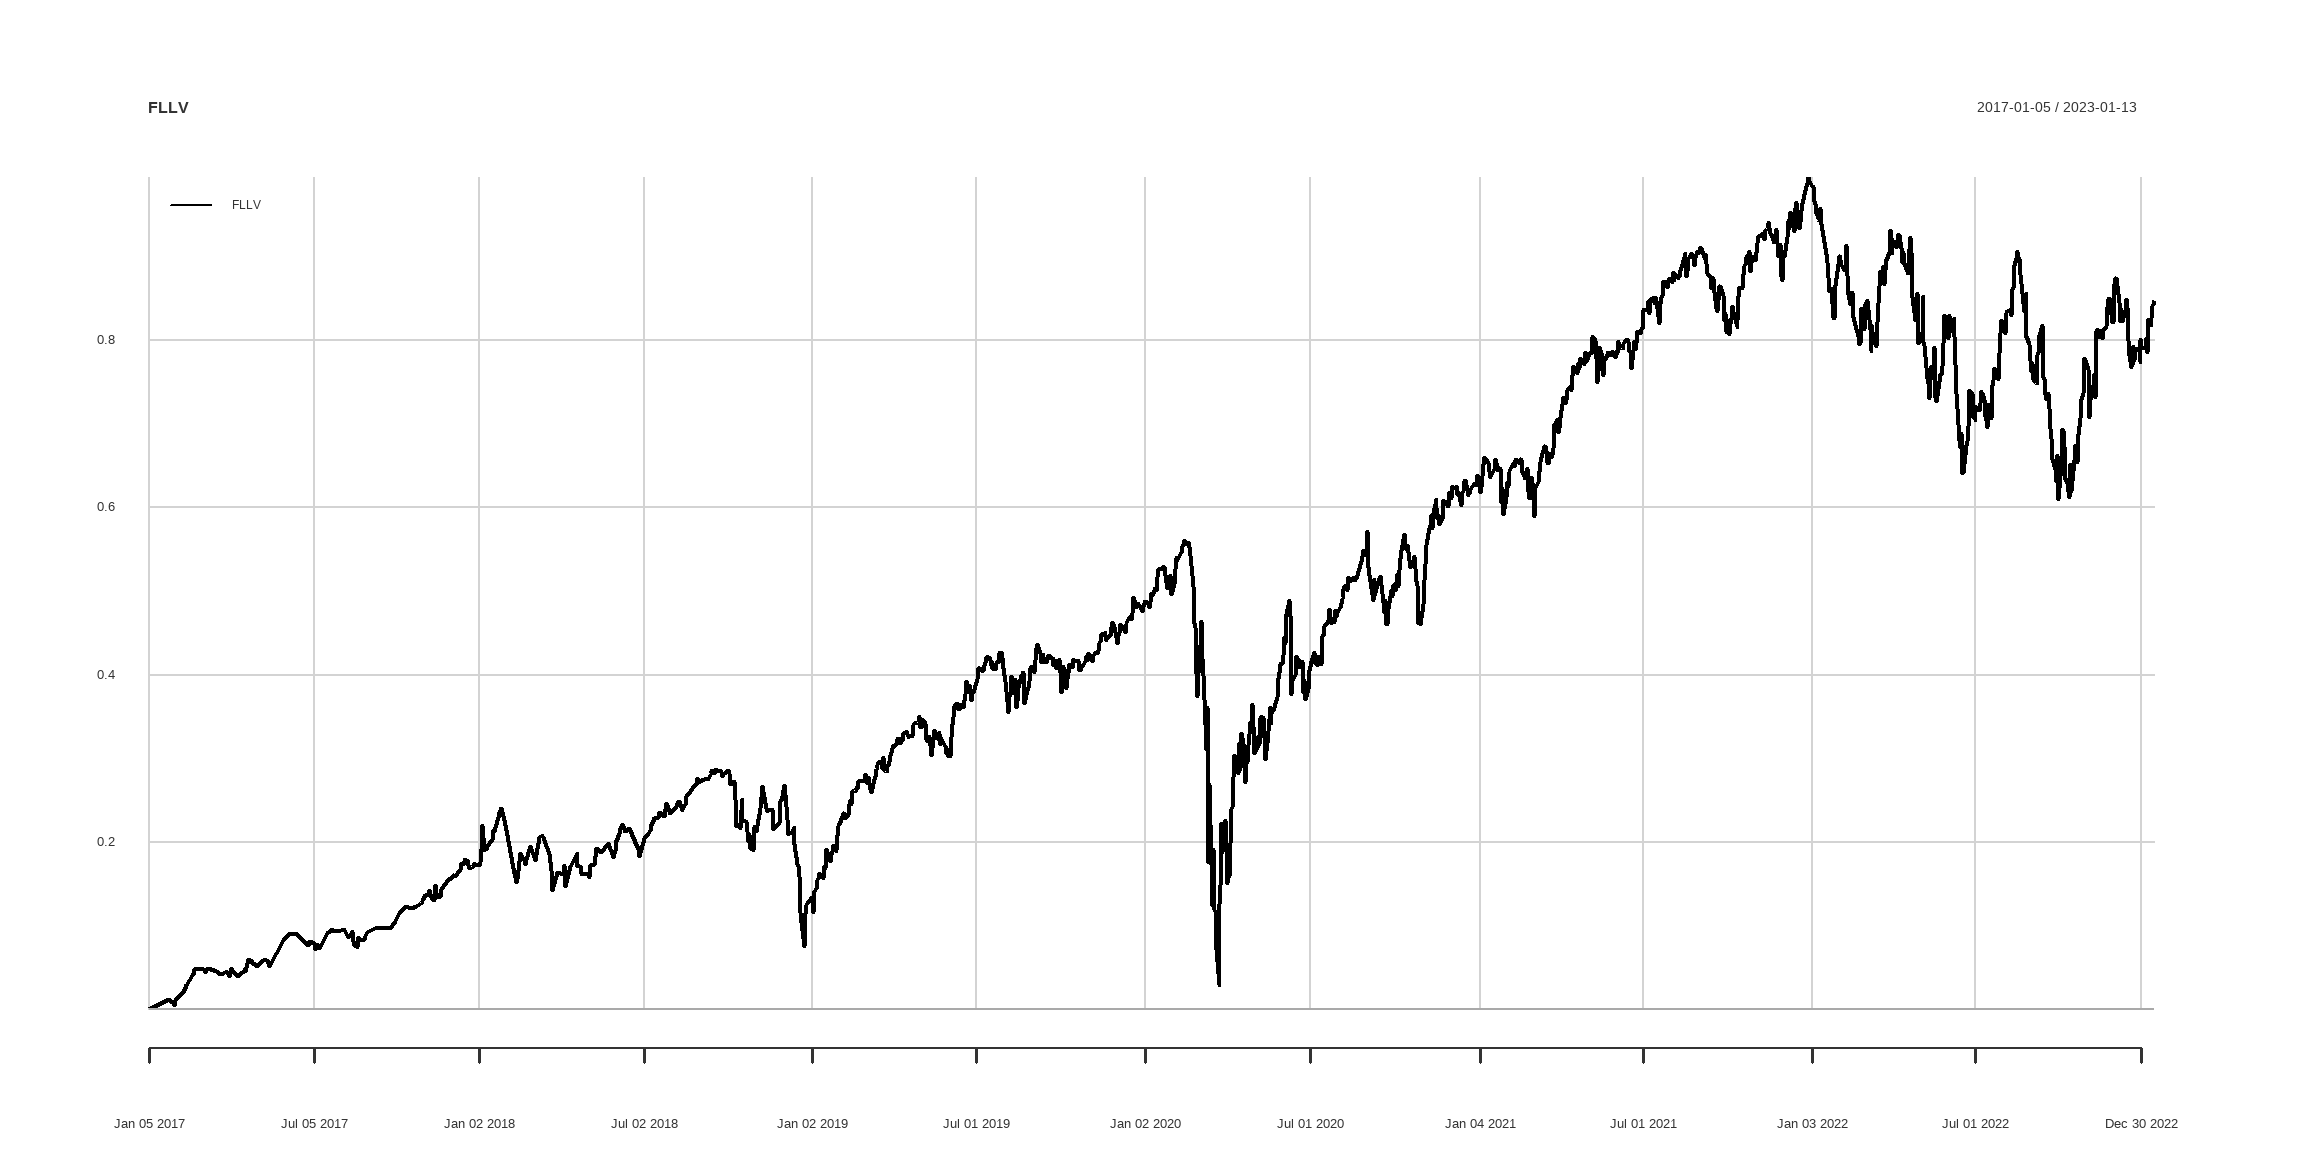 FLLV
2017-01-05 / 2023-01-13
FLLV
0.8
0.6
0.4
0.2
Jan 05 2017
Jul 05 2017
Jan 02 2018
Jul 02 2018
Jan 02 2019
Jul 01 2019
Jan 02 2020
Jul 01 2020
Jan 04 2021
Jul 01 2021
Jan 03 2022
Jul 01 2022
Dec 30 2022